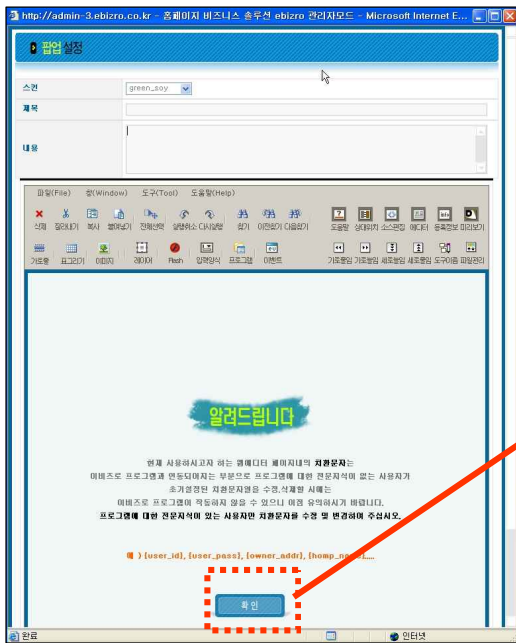 http://admin-3.ebizro.co.kr - 홈페이지 비즈니스 솔루션 ebizro 관리자모드 - Microsoft Internet E...
팝업설정
스킨 green_soy
제목
내용
파일(File) 창(Window) 도구(Tool) 도움말(Help)
삭제 잘라내기 복사 붙여넣기 전체선택 실행취소 다시실행 찾기 이전찾기 다음찾기 도움말 상대위치 소스편집 에디터 등록정보 미리보기
가로줄 표그리기 이미지 레이어 Flash 입력양식 프로그램 이벤트 가로줄임 가로늘임 세로늘임 세로줄임 도구이름 파일관리
알려드립니다
현재 사용하시고자 하는 웹에디터 페이지내의 치환문자는
이비즈로 프로그램과 연동되어지는 부분으로 프로그램에 대한 전문지식이 없는 사용자가
초기설정된 치환문자열을 수정,삭제할 시에는
이비즈로 프로그램이 작동하지 않을 수 있으니 이점 유의하시기 바랍니다.
프로그램에 대한 전문지식이 있는 사용자만 치환문자를 수정 및 변경하여 주십시오.
예 ) [user_id], [user_pass], [owner_addr], [homp_name]....
확인
완료 인터넷